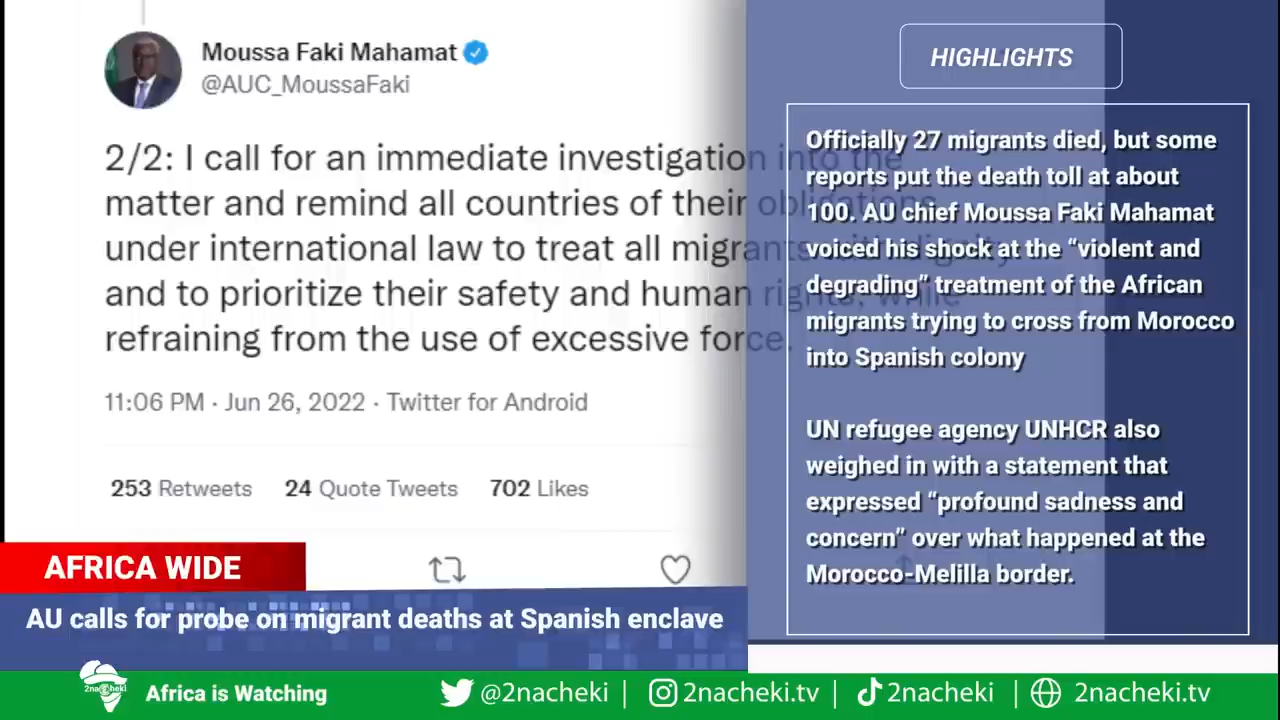 Moussa Faki Mahamat
@AUC_MoussaFaki
2/2: I call for an immediate investigation into the
matter and remind all countries of their obligations
under international law to treat all migrants with dignity
and to prioritize their safety and human rights, while
refraining from the use of excessive force.
11:06 PM · Jun 26, 2022 · Twitter for Android
253 Retweets 24 Quote Tweets 702 Likes
HIGHLIGHTS
Officially 27 migrants died, but some
reports put the death toll at about
100. AU chief Moussa Faki Mahamat
voiced his shock at the “violent and
degrading” treatment of the African
migrants trying to cross from Morocco
into Spanish colony
UN refugee agency UNHCR also
weighed in with a statement that
expressed “profound sadness and
concern” over what happened at the
Morocco-Melilla border.
AFRICA WIDE
AU calls for probe on migrant deaths at Spanish enclave
2nacheki
Africa is Watching
@2nacheki | 2nacheki.tv | 2nacheki | 2nacheki.tv